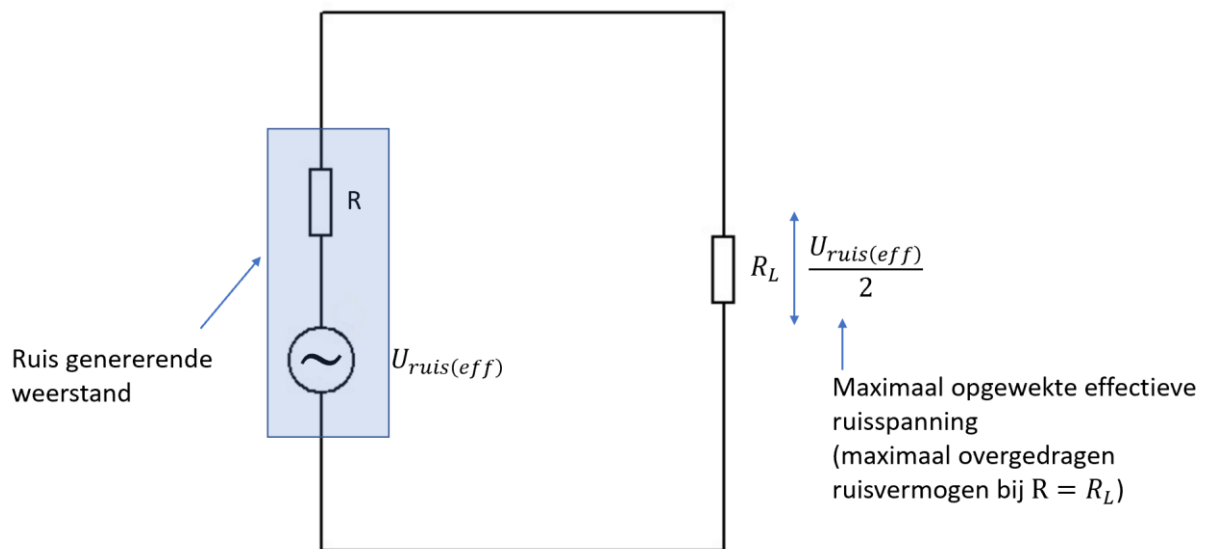 R
R_L
U_ruis(eff)
2
Ruis genererende
weerstand
U_ruis(eff)
Maximaal opgewekte effectieve
ruisspanning
(maximaal overgedragen
ruisvermogen bij R = R_L)